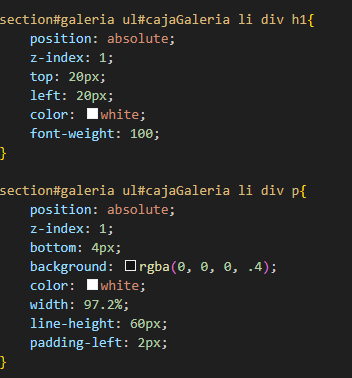 section#galeria ul#cajaGaleria li div h1{
position: absolute;
z-index: 1;
top: 20px;
left: 20px;
color: white;
font-weight: 100;
}
section#galeria ul#cajaGaleria li div p{
position: absolute;
z-index: 1;
bottom: 4px;
background: rgba(0, 0, 0, .4);
color: white;
width: 97.2%;
line-height: 60px;
padding-left: 2px;
}